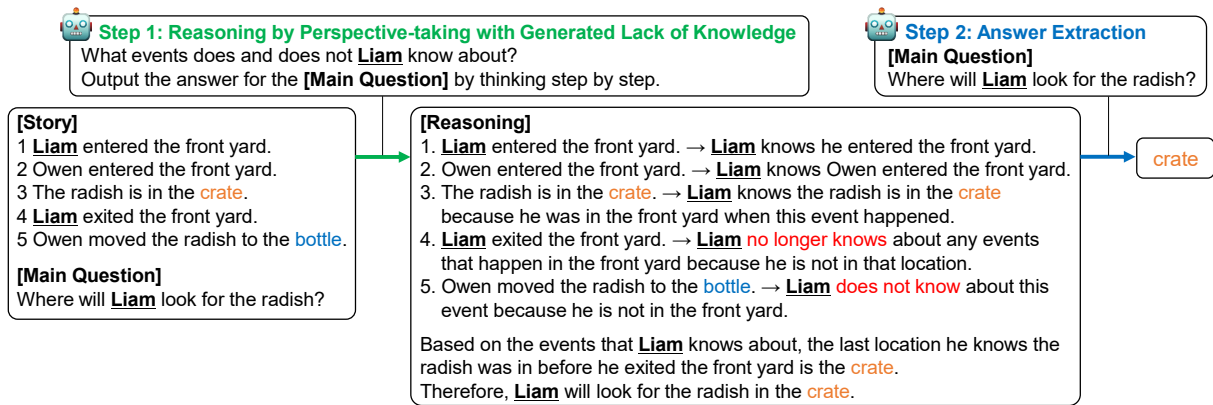 Step 1: Reasoning by Perspective-taking with Generated Lack of Knowledge
What events does and does not Liam know about?
Output the answer for the [Main Question] by thinking step by step.
Step 2: Answer Extraction
[Main Question]
Where will Liam look for the radish?
[Story]
1 Liam entered the front yard.
2 Owen entered the front yard.
3 The radish is in the crate.
4 Liam exited the front yard.
5 Owen moved the radish to the bottle.
[Main Question]
Where will Liam look for the radish?
[Reasoning]
1. Liam entered the front yard. → Liam knows he entered the front yard.
2. Owen entered the front yard. → Liam knows Owen entered the front yard.
3. The radish is in the crate. → Liam knows the radish is in the crate
because he was in the front yard when this event happened.
4. Liam exited the front yard. → Liam no longer knows about any events
that happen in the front yard because he is not in that location.
5. Owen moved the radish to the bottle. → Liam does not know about this
event because he is not in the front yard.
Based on the events that Liam knows about, the last location he knows the
radish was in before he exited the front yard is the crate.
Therefore, Liam will look for the radish in the crate.
crate